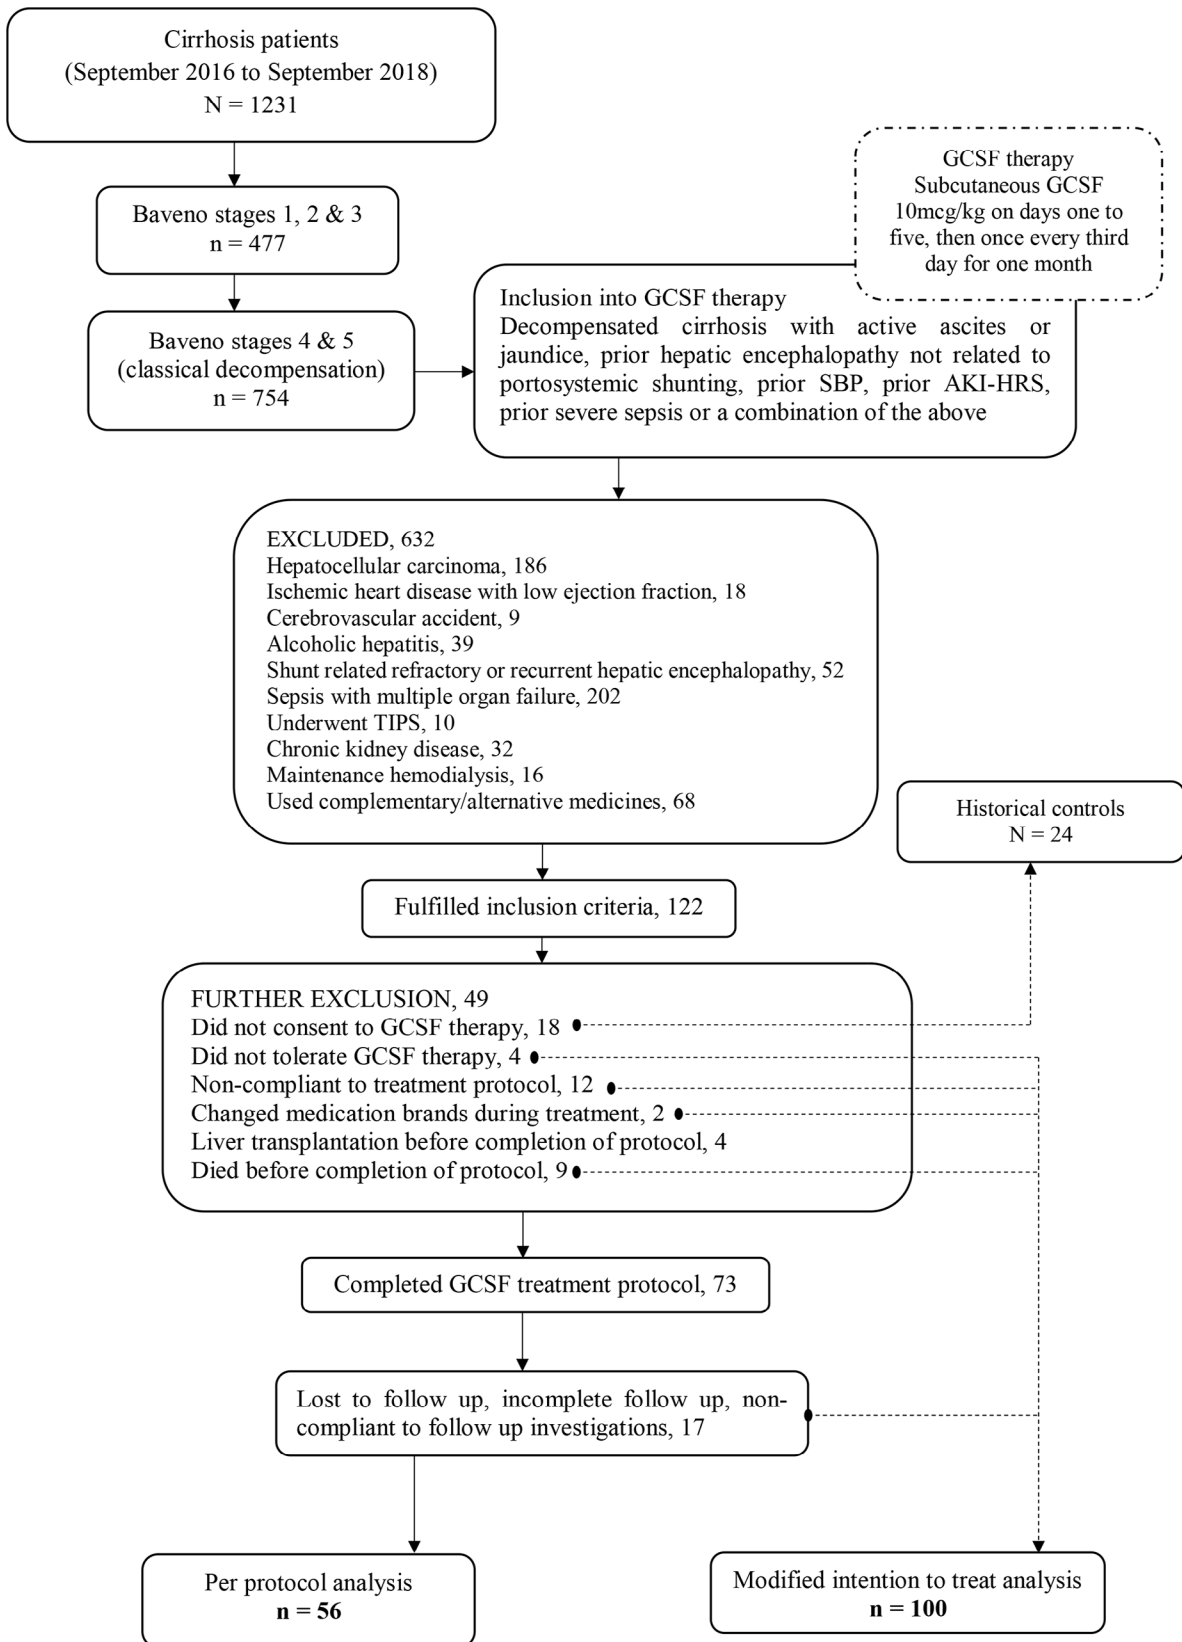 Cirrhosis patients
(September 2016 to September 2018)
N = 1231
Baveno stages 1, 2 & 3
n = 477
Baveno stages 4 & 5
(classical decompensation)
n = 754
GCSF therapy
Subcutaneous GCSF
10mcg/kg on days one to
five, then once every third
day for one month
Inclusion into GCSF therapy
Decompensated cirrhosis with active ascites or
jaundice, prior hepatic encephalopathy not related to
portosystemic shunting, prior SBP, prior AKI-HRS,
prior severe sepsis or a combination of the above
EXCLUDED, 632
Hepatocellular carcinoma, 186
Ischemic heart disease with low ejection fraction, 18
Cerebrovascular accident, 9
Alcoholic hepatitis, 39
Shunt related refractory or recurrent hepatic encephalopathy, 52
Sepsis with multiple organ failure, 202
Underwent TIPS, 10
Chronic kidney disease, 32
Maintenance hemodialysis, 16
Used complementary/alternative medicines, 68
Historical controls
N = 24
Fulfilled inclusion criteria, 122
FURTHER EXCLUSION, 49
Did not consent to GCSF therapy, 18
Did not tolerate GCSF therapy, 4
Non-compliant to treatment protocol, 12
Changed medication brands during treatment, 2
Liver transplantation before completion of protocol, 4
Died before completion of protocol, 9
Completed GCSF treatment protocol, 73
Lost to follow up, incomplete follow up, non-
compliant to follow up investigations, 17
Per protocol analysis
n = 56
Modified intention to treat analysis
n = 100